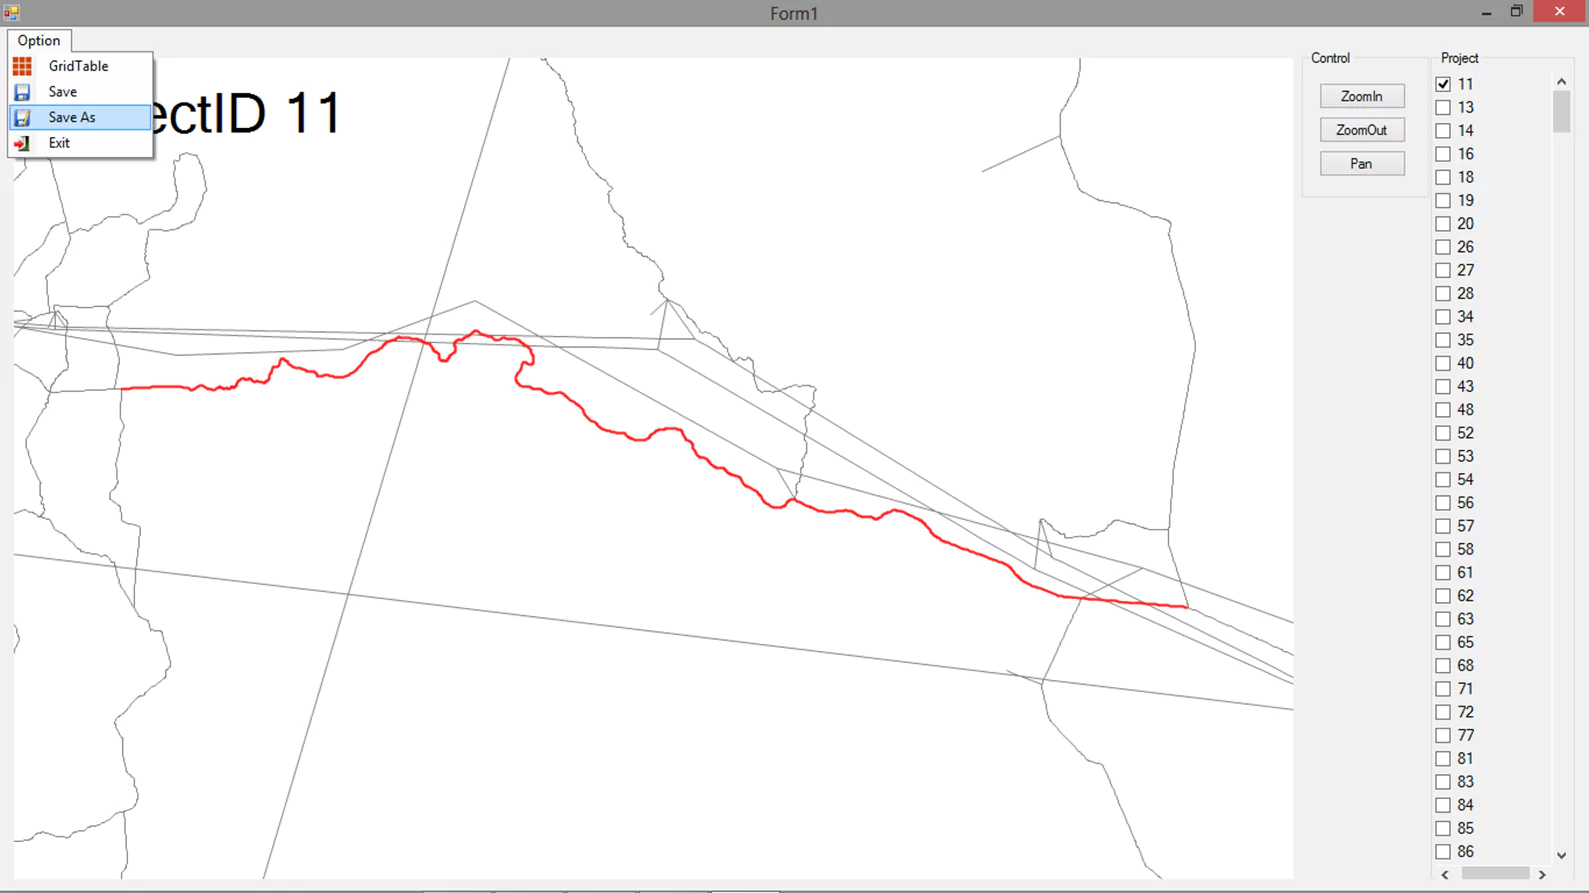 Form1
Option
GridTable
Save
Save As
Exit
ectID 11
Control
ZoomIn
ZoomOut
Pan
Project
11
13
14
16
18
19
20
26
27
28
34
35
40
43
48
52
53
54
56
57
58
61
62
63
65
68
71
72
77
81
83
84
85
86